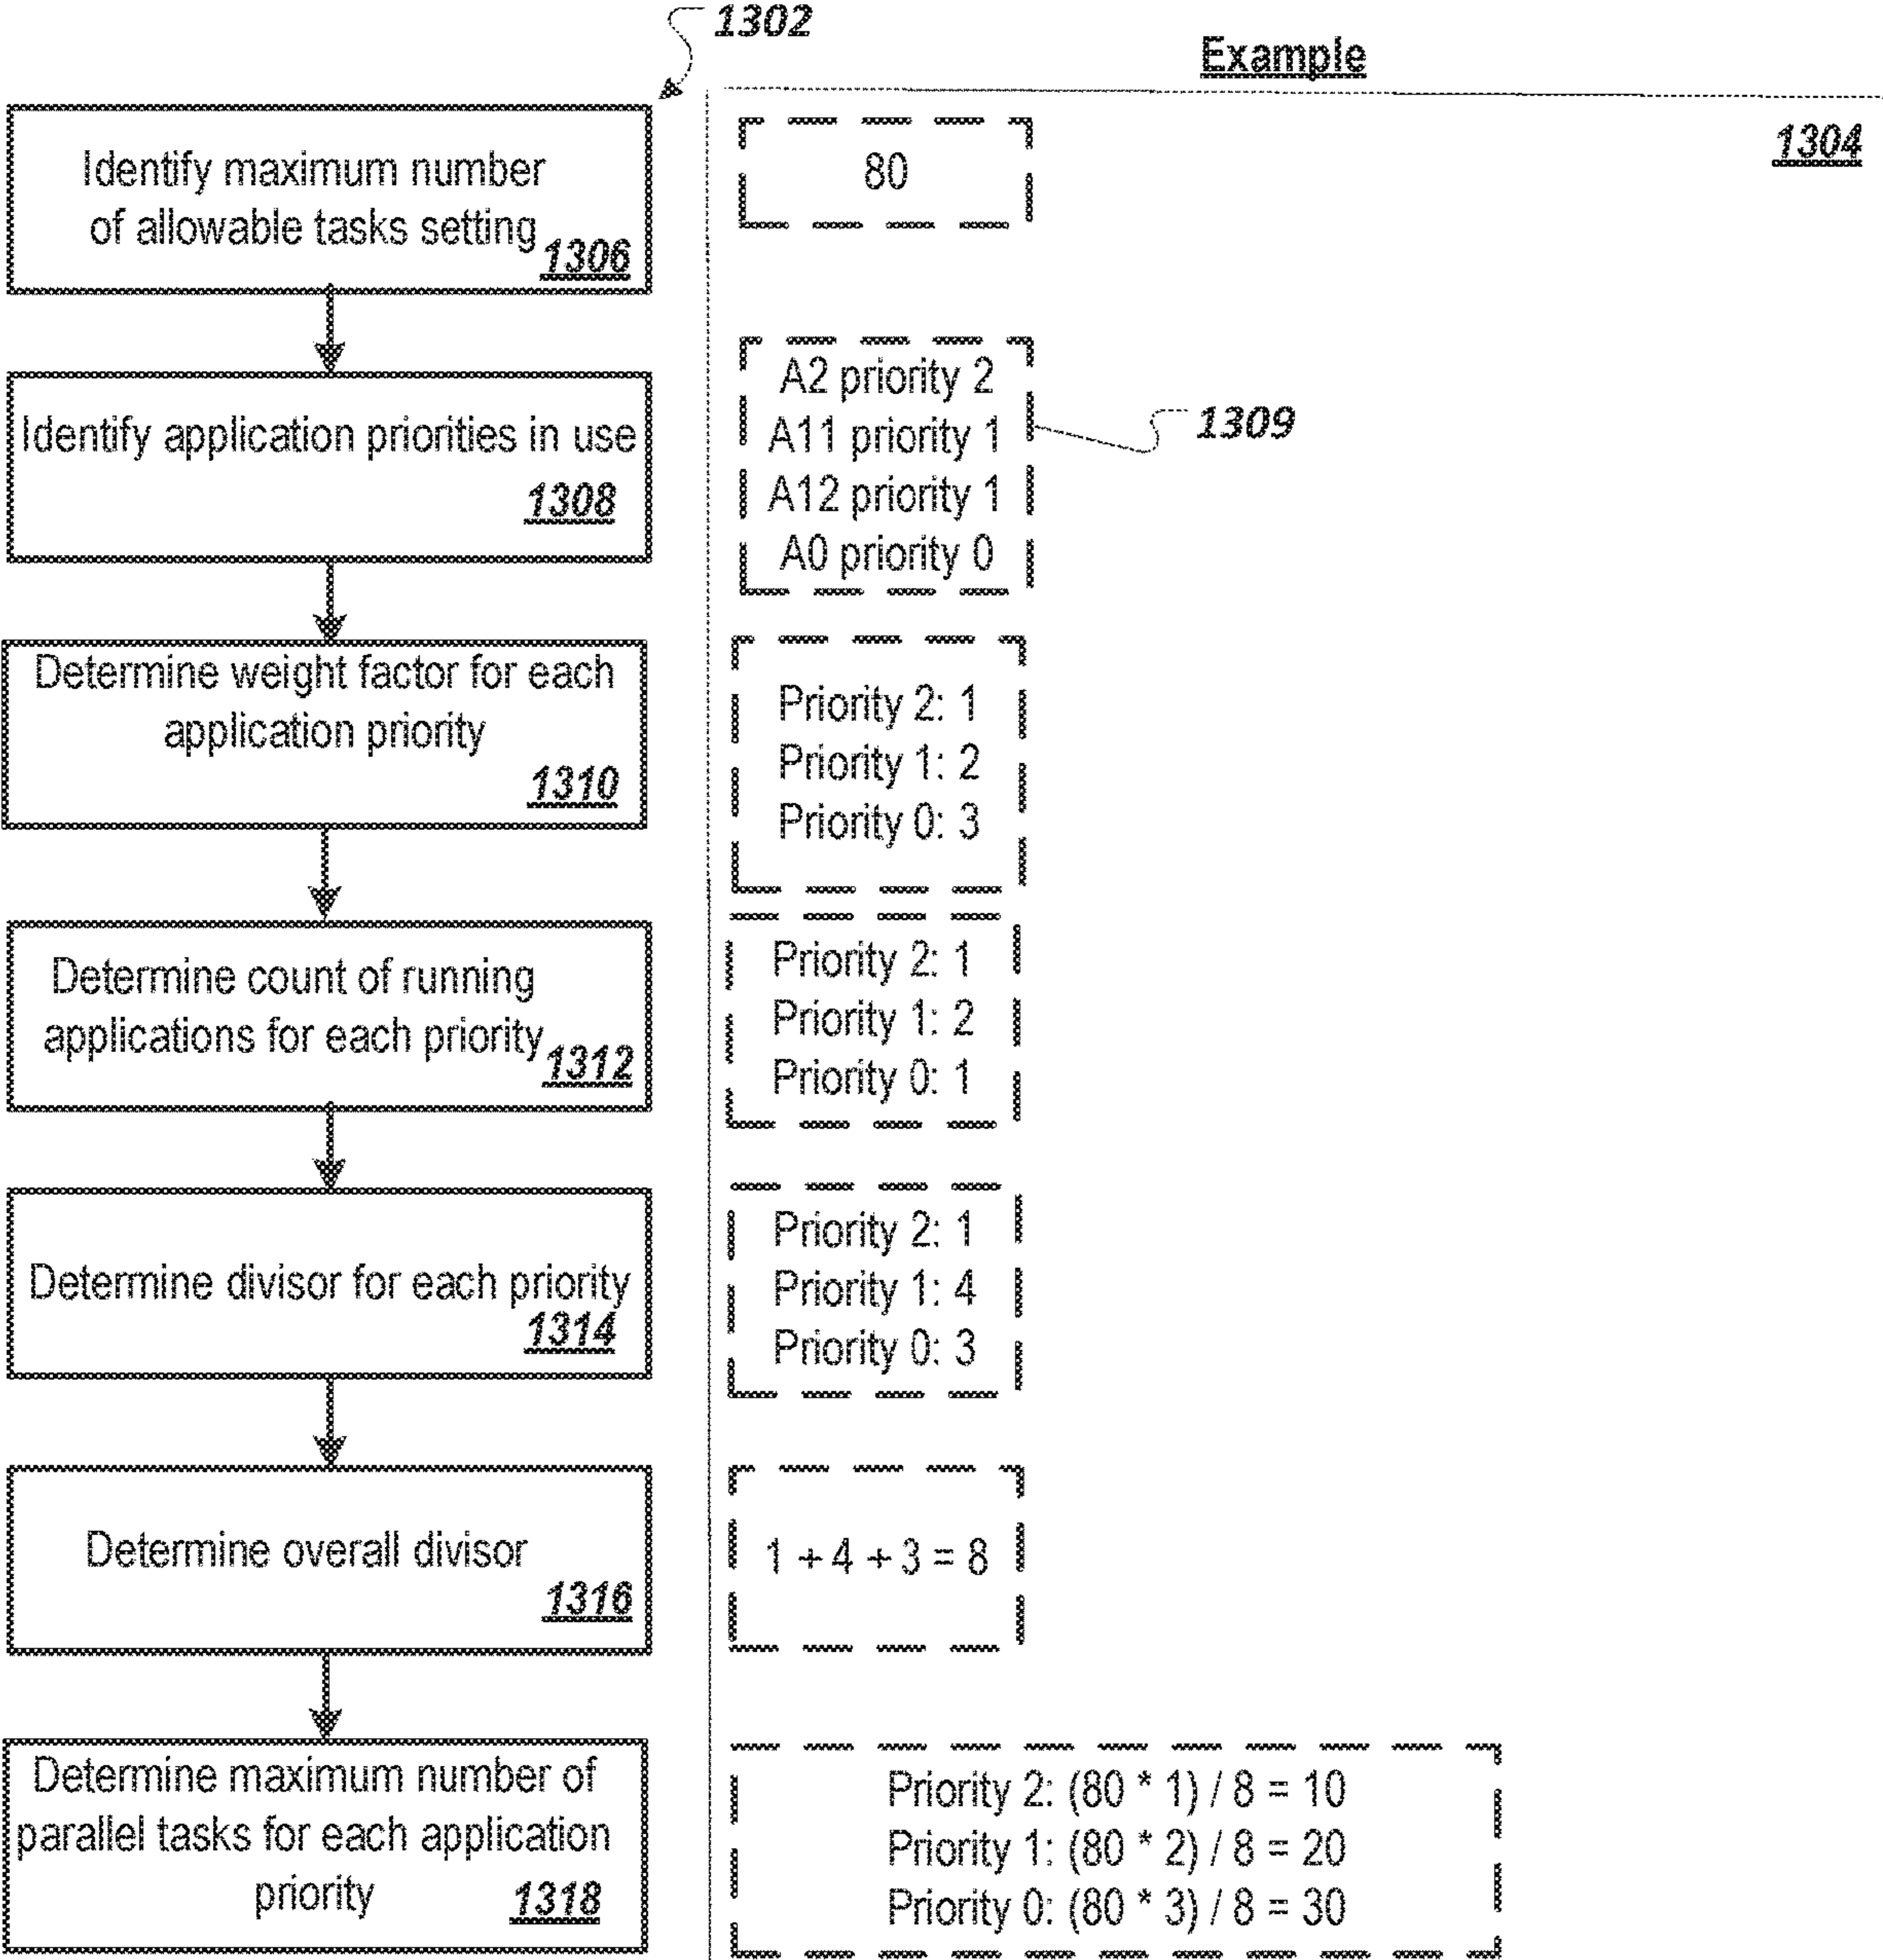 1302
Example
1304
Identify maximum number
of allowable tasks setting
1306
80
Identify application priorities in use
1308
A2 priority 2
A11 priority 1
A12 priority 1
A0 priority 0
1309
Determine weight factor for each
application priority
1310
Priority 2: 1
Priority 1: 2
Priority 0: 3
Determine count of running
applications for each priority
1312
Priority 2: 1
Priority 1: 2
Priority 0: 1
Determine divisor for each priority
1314
Priority 2: 1
Priority 1: 4
Priority 0: 3
Determine overall divisor
1316
1 + 4 + 3 = 8
Determine maximum number of
parallel tasks for each application
priority
1318
Priority 2: (80 * 1) / 8 = 10
Priority 1: (80 * 2) / 8 = 20
Priority 0: (80 * 3) / 8 = 30